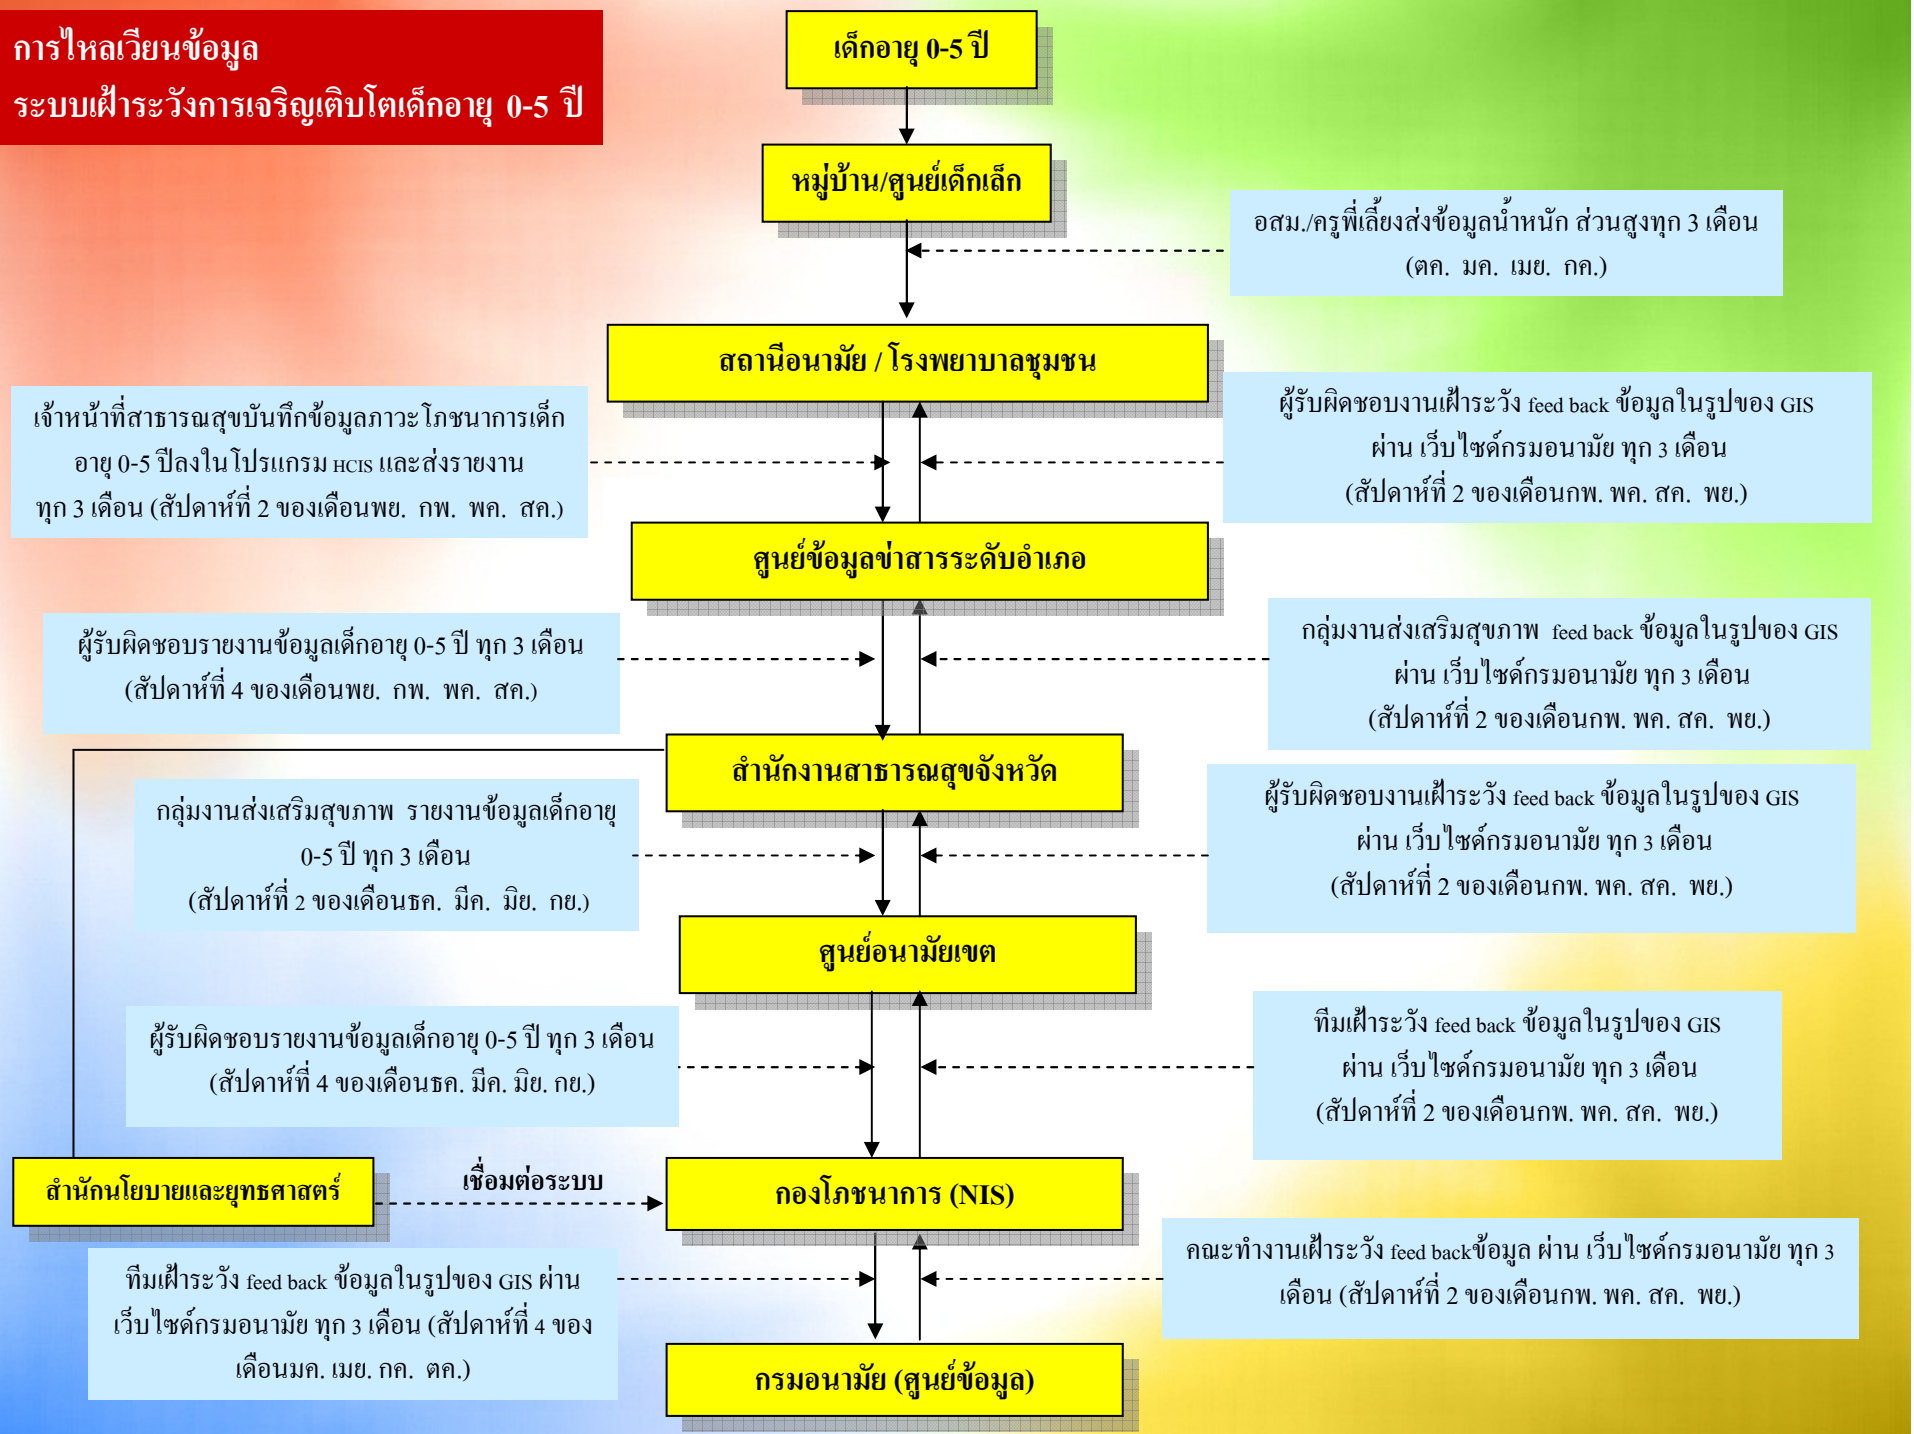 การไหลเวียนข้อมูล
ระบบเฝ้าระวังการเจริญเติบโตเด็กอายุ 0-5 ปี
เด็กอายุ 0-5 ปี
หมู่บ้าน/ศูนย์เด็กเล็ก
อสม./ครูพี่เลี้ยงส่งข้อมูลน้ำหนัก ส่วนสูงทุก 3 เดือน
(ตค. มค. เมย. กค.)
สถานีอนามัย / โรงพยาบาลชุมชน
เจ้าหน้าที่สาธารณสุขบันทึกข้อมูลภาวะโภชนาการเด็ก
อายุ 0-5 ปีลงในโปรแกรม HCIS และส่งรายงาน
ทุก 3 เดือน (สัปดาห์ที่ 2 ของเดือนพย. กพ. พค. สค.)
ผู้รับผิดชอบงานเฝ้าระวัง feed back ข้อมูลในรูปของ GIS
ผ่าน เว็บไซด์กรมอนามัย ทุก 3 เดือน
(สัปดาห์ที่ 2 ของเดือนกพ. พค. สค. พย.)
ศูนย์ข้อมูลข่าสารระดับอำเภอ
ผู้รับผิดชอบรายงานข้อมูลเด็กอายุ 0-5 ปี ทุก 3 เดือน
(สัปดาห์ที่ 4 ของเดือนพย. กพ. พค. สค.)
กลุ่มงานส่งเสริมสุขภาพ feed back ข้อมูลในรูปของ GIS
ผ่าน เว็บไซด์กรมอนามัย ทุก 3 เดือน
(สัปดาห์ที่ 2 ของเดือนกพ. พค. สค. พย.)
สำนักงานสาธารณสุขจังหวัด
กลุ่มงานส่งเสริมสุขภาพ รายงานข้อมูลเด็กอายุ
0-5 ปี ทุก 3 เดือน
(สัปดาห์ที่ 2 ของเดือนธค. มีค. มิย. กย.)
ผู้รับผิดชอบงานเฝ้าระวัง feed back ข้อมูลในรูปของ GIS
ผ่าน เว็บไซด์กรมอนามัย ทุก 3 เดือน
(สัปดาห์ที่ 2 ของเดือนกพ. พค. สค. พย.)
ศูนย์อนามัยเขต
ผู้รับผิดชอบรายงานข้อมูลเด็กอายุ 0-5 ปี ทุก 3 เดือน
(สัปดาห์ที่ 4 ของเดือนธค. มีค. มิย. กย.)
ทีมเฝ้าระวัง feed back ข้อมูลในรูปของ GIS
ผ่าน เว็บไซด์กรมอนามัย ทุก 3 เดือน
(สัปดาห์ที่ 2 ของเดือนกพ. พค. สค. พย.)
สำนักนโยบายและยุทธศาสตร์
เชื่อมต่อระบบ
กองโภชนาการ (NIS)
ทีมเฝ้าระวัง feed back ข้อมูลในรูปของ GIS ผ่าน
เว็บไซด์กรมอนามัย ทุก 3 เดือน (สัปดาห์ที่ 4 ของ
เดือนมค. เมย. กค. ตค.)
คณะทำงานเฝ้าระวัง feed backข้อมูล ผ่าน เว็บไซด์กรมอนามัย ทุก 3
เดือน (สัปดาห์ที่ 2 ของเดือนกพ. พค. สค. พย.)
กรมอนามัย (ศูนย์ข้อมูล)